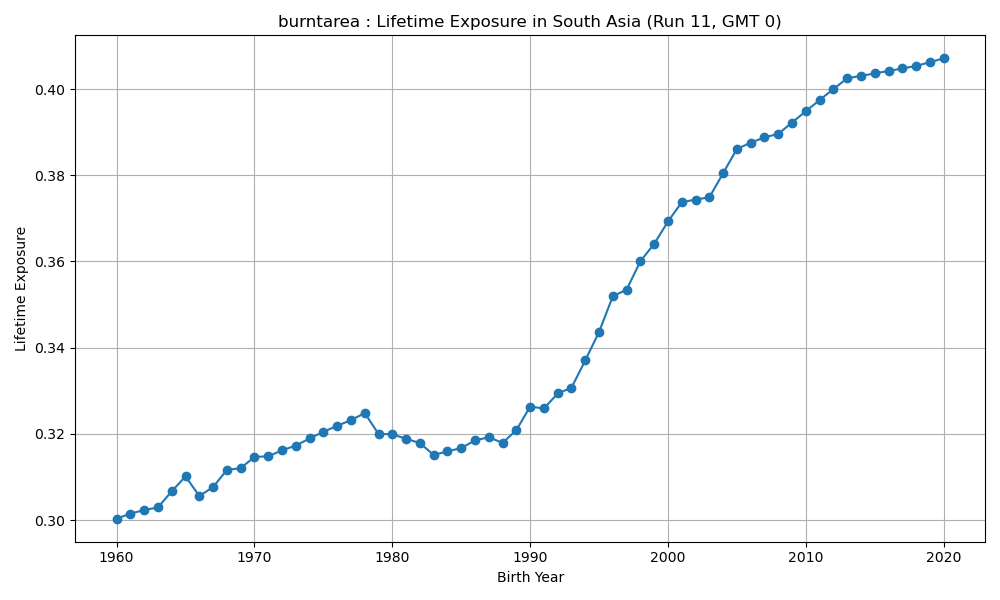 burntarea : Lifetime Exposure in South Asia (Run 11, GMT 0)
Lifetime Exposure
0.40
0.38
0.36
0.34
0.32
0.30
1960 1970 1980 1990 2000 2010 2020
Birth Year